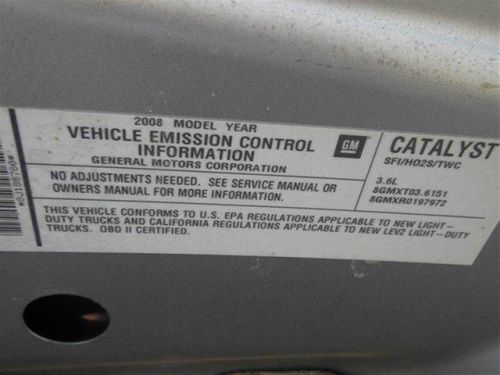 2008 MODEL YEAR
VEHICLE EMISSION CONTROL
INFORMATION
GENERAL MOTORS CORPORATION
GM
CATALYST
SFI/HO2S/TWC
NO ADJUSTMENTS NEEDED. SEE SERVICE MANUAL OR
OWNERS MANUAL FOR MORE INFORMATION.
3.6L
8GMXT03.6151
8GMXR0197972
THIS VEHICLE CONFORMS TO U.S. EPA REGULATIONS APPLICABLE TO NEW LIGHT-
DUTY TRUCKS AND CALIFORNIA REGULATIONS APPLICABLE TO NEW LEV2 LIGHT-DUTY
TRUCKS. OBD II CERTIFIED.